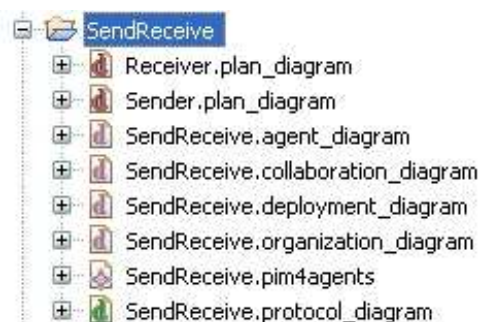 SendReceive
Receiver.plan_diagram
Sender.plan_diagram
SendReceive.agent_diagram
SendReceive.collaboration_diagram
SendReceive.deployment_diagram
SendReceive.organization_diagram
SendReceive.pim4agents
SendReceive.protocol_diagram